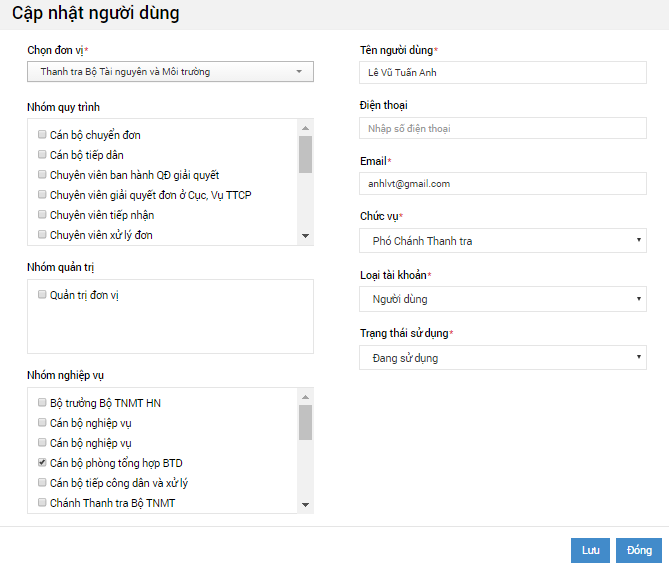 Cập nhật người dùng
Chọn đơn vị*
Thanh tra Bộ Tài nguyên và Môi trường
Nhóm quy trình
Cán bộ chuyển đơn
Cán bộ tiếp dân
Chuyên viên ban hành QĐ giải quyết
Chuyên viên giải quyết đơn ở Cục, Vụ TTCP
Chuyên viên tiếp nhận
Chuyên viên xử lý đơn
Nhóm quản trị
Quản trị đơn vị
Nhóm nghiệp vụ
Bộ trưởng Bộ TNMT HN
Cán bộ nghiệp vụ
Cán bộ nghiệp vụ
Cán bộ phòng tổng hợp BTD
Cán bộ tiếp công dân và xử lý
Chánh Thanh tra Bộ TNMT
Tên người dùng*
Lê Vũ Tuấn Anh
Điện thoại
Nhập số điện thoại
Email*
anhlvt@gmail.com
Chức vụ*
Phó Chánh Thanh tra
Loại tài khoản*
Người dùng
Trạng thái sử dụng*
Đang sử dụng
Lưu
Đóng